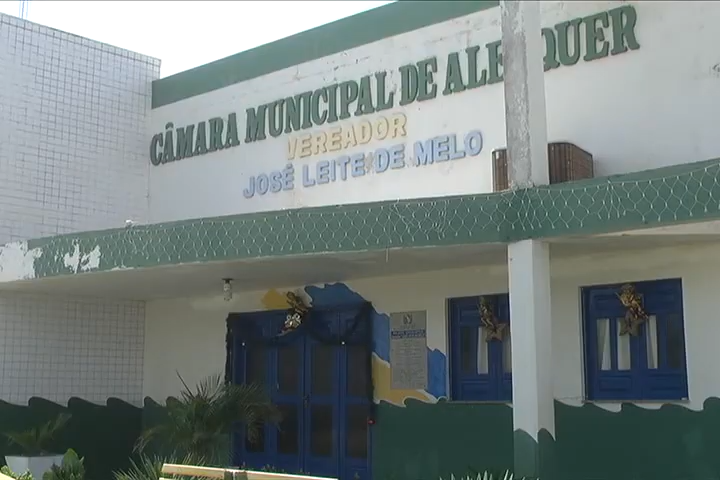 CÂMARA MUNICIPAL DE ALENQUER
VEREADOR
JOSÉ LEITE DE MELO